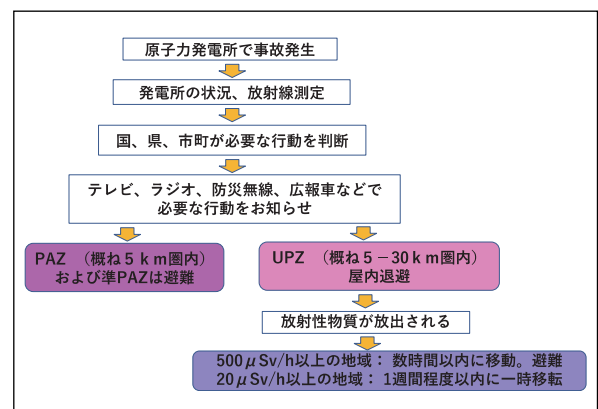 原子力発電所で事故発生
発電所の状況、放射線測定
国、県、市町が必要な行動を判断
テレビ、ラジオ、防災無線、広報車などで
必要な行動をお知らせ
PAZ （概ね５ｋｍ圏内）
および準PAZは避難
UPZ （概ね５－30ｋｍ圏内）
屋内退避
放射性物質が放出される
500μSv/h以上の地域： 数時間以内に移動。避難
20μSv/h以上の地域： 1週間程度以内に一時移転